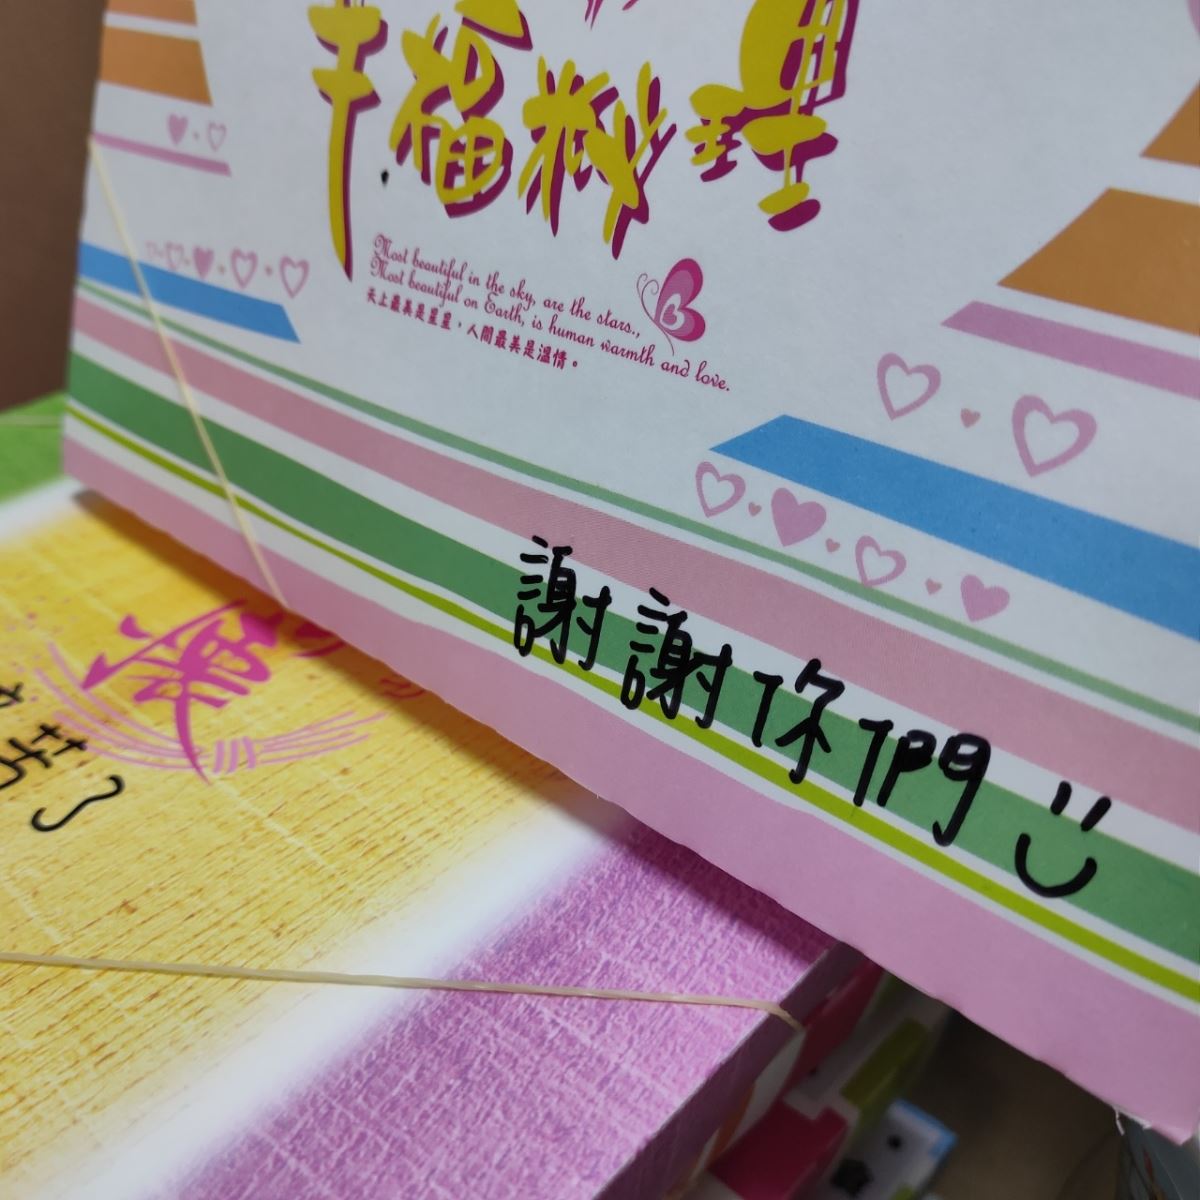 幸福料理
Most beautiful in the sky, are the stars.,
Most beautiful on Earth, is human warmth and love.
天上最美是星星，人間最美是溫情。
謝謝你們
了